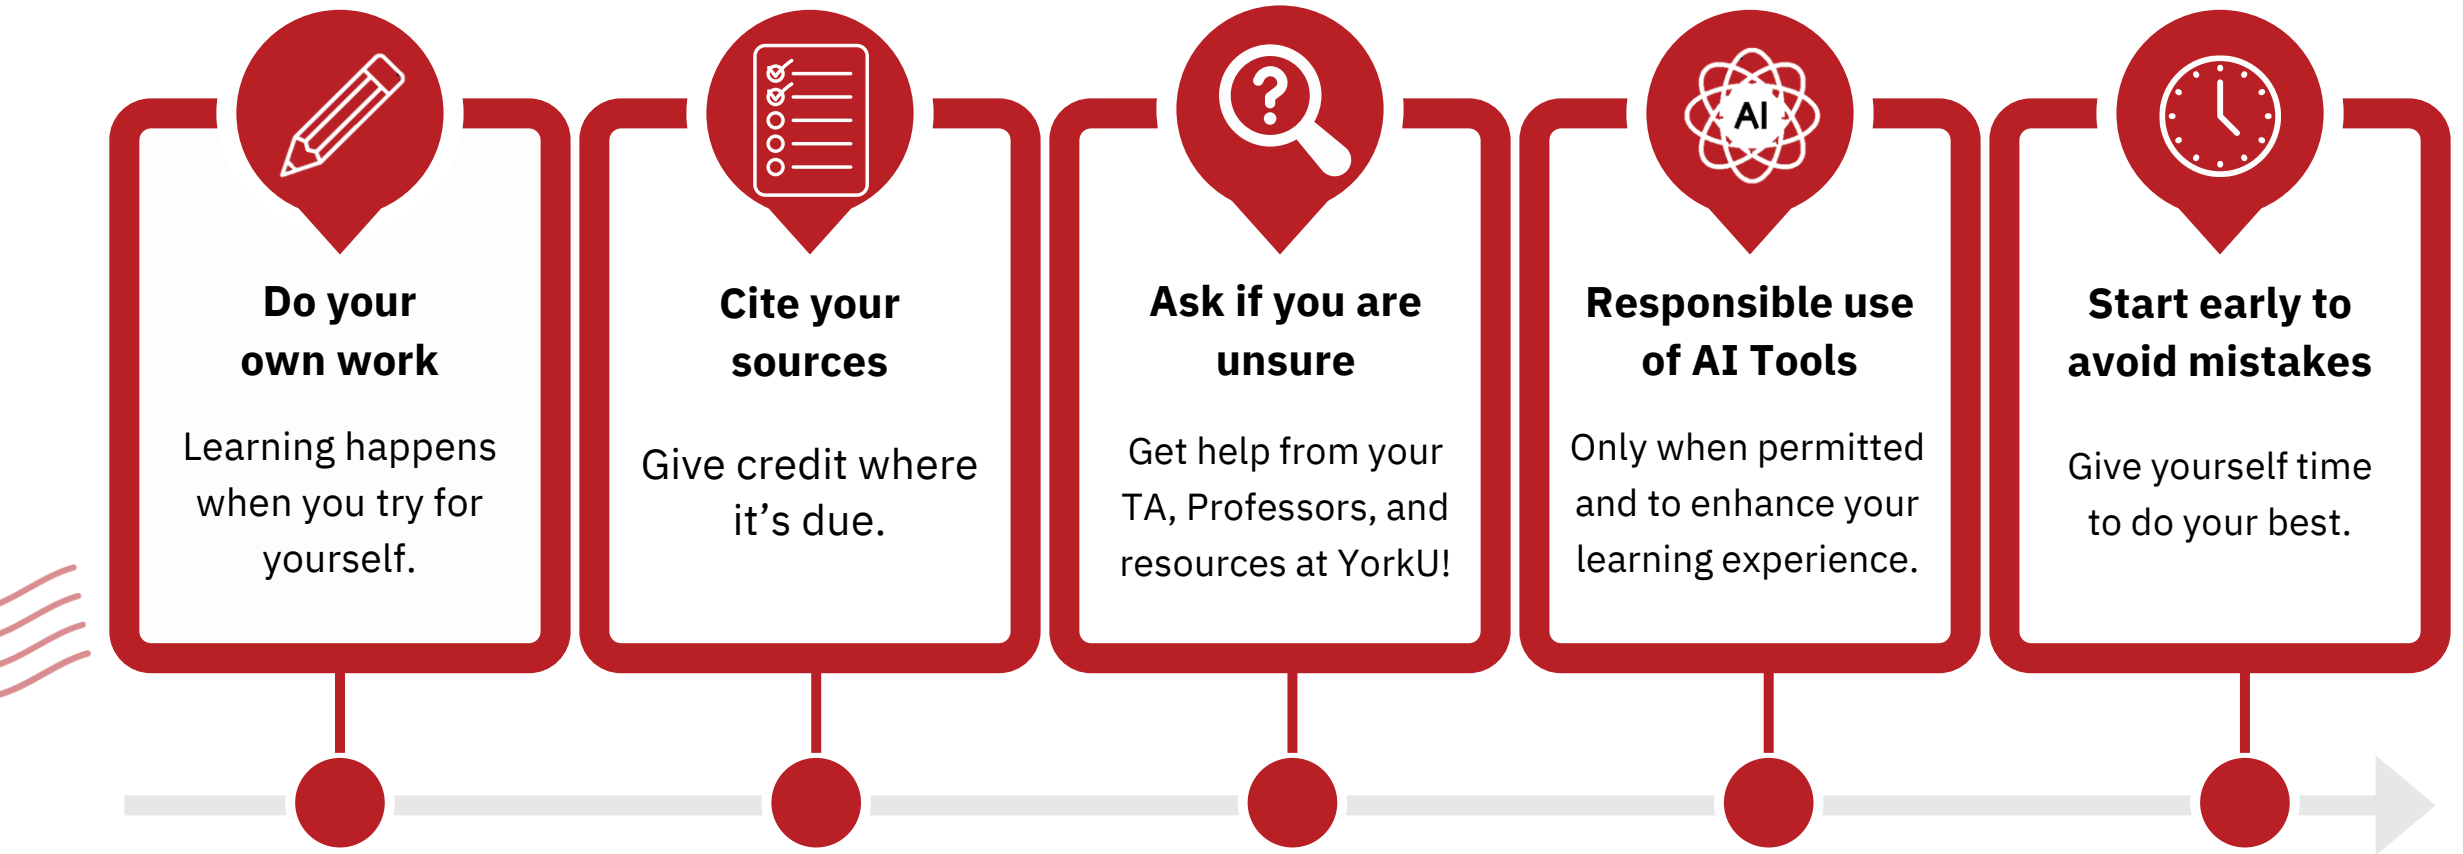 Do your
own work
Learning happens
when you try for
yourself.
Cite your
sources
Give credit where
it’s due.
Ask if you are
unsure
Get help from your
TA, Professors, and
resources at YorkU!
AI
Responsible use
of AI Tools
Only when permitted
and to enhance your
learning experience.
Start early to
avoid mistakes
Give yourself time
to do your best.